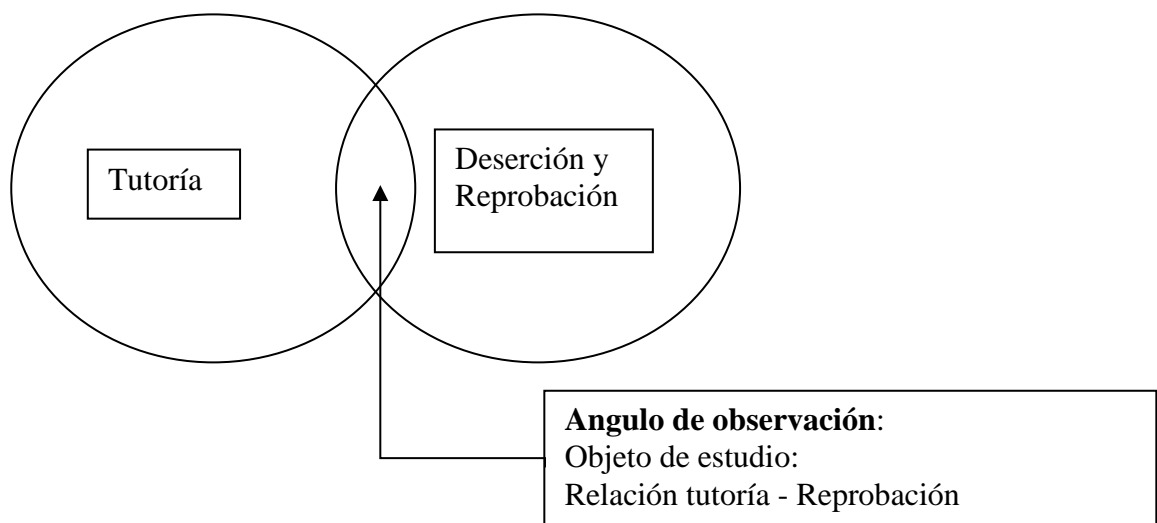 Tutoría
Deserción y
Reprobación
Angulo de observación:
Objeto de estudio:
Relación tutoría - Reprobación